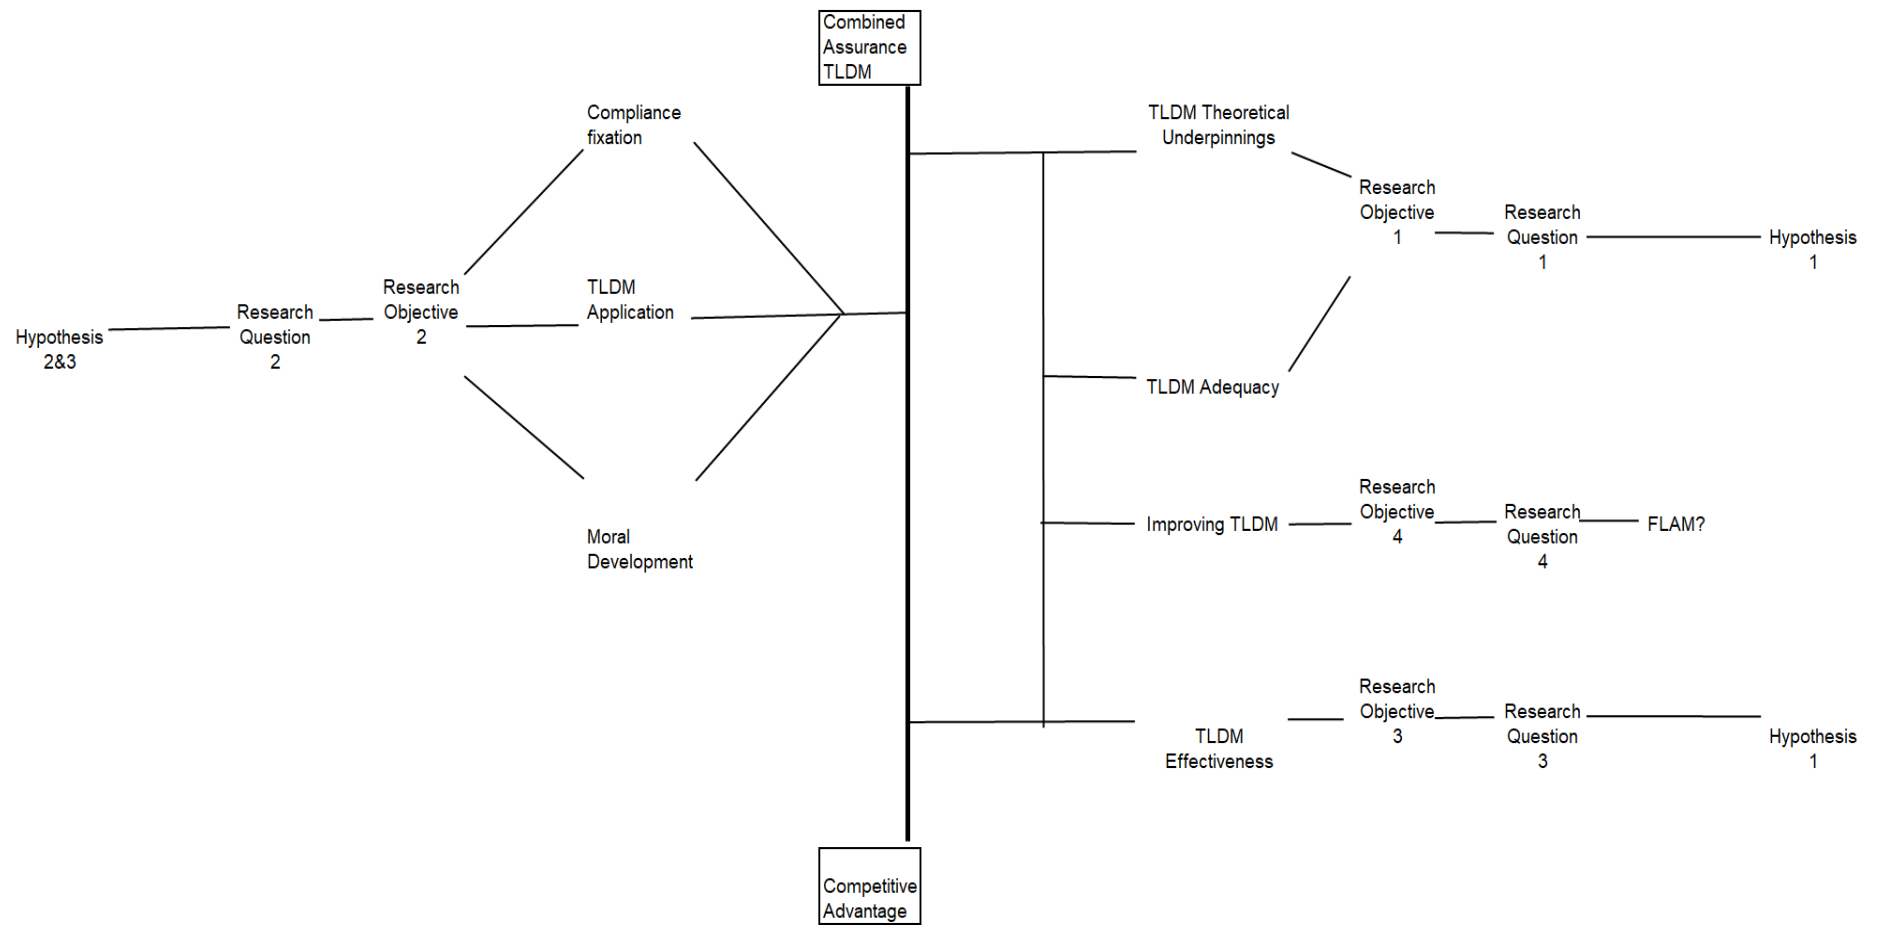 Combined
Assurance
TLDM
Compliance
fixation
TLDM Theoretical
Underpinnings
Research
Objective
1
Research
Question
1
Hypothesis
1
TLDM
Application
Research
Objective
2
Research
Question
2
Hypothesis
2&3
TLDM Adequacy
Moral
Development
Improving TLDM
Research
Objective
4
Research
Question
4
FLAM?
TLDM
Effectiveness
Research
Objective
3
Research
Question
3
Hypothesis
1
Competitive
Advantage